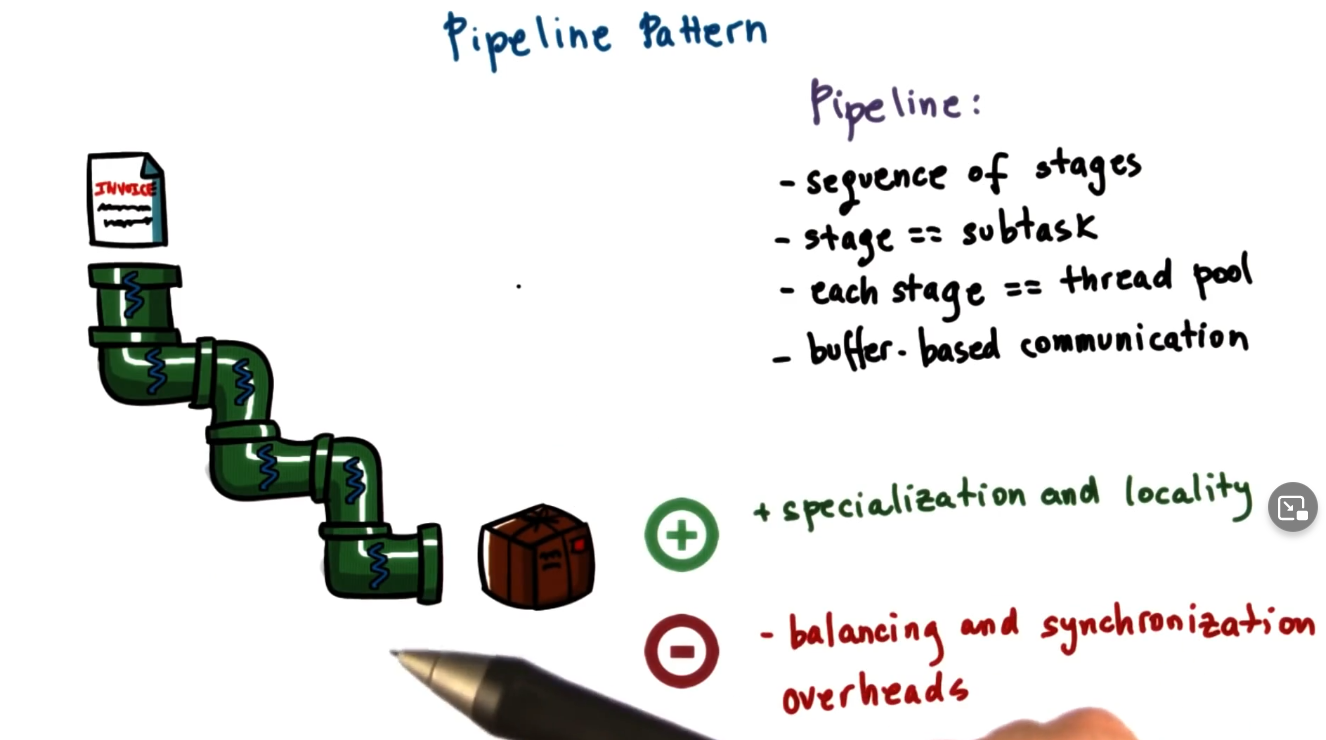 Pipeline Pattern
Pipeline:
- sequence of stages
- stage == subtask
- each stage == thread pool
- buffer-based communication
INVOICE
+ specialization and locality
- balancing and synchronization
overheads